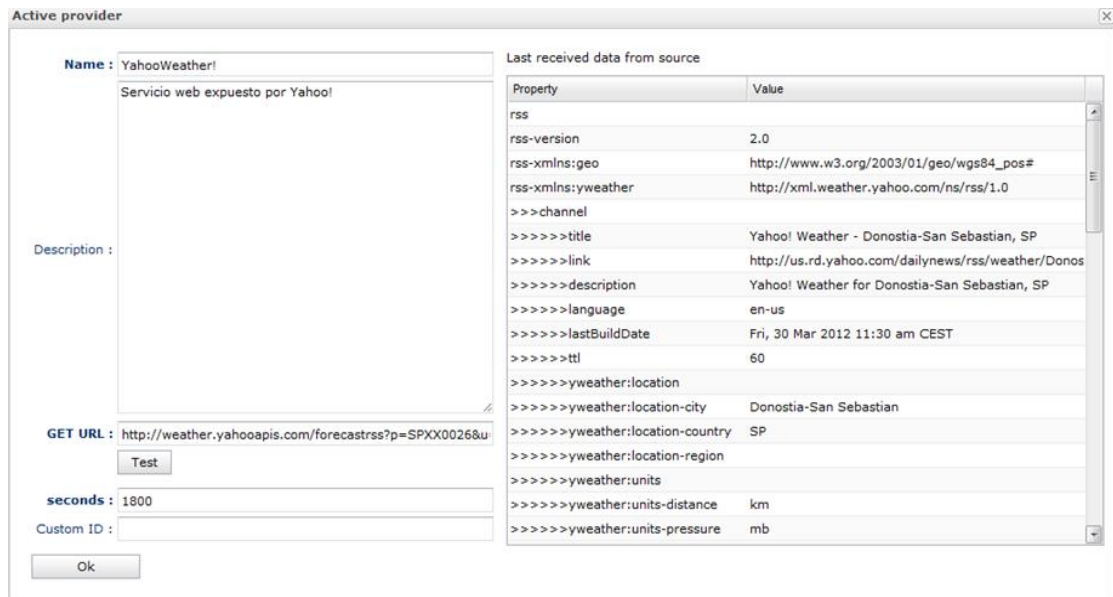 Active provider
Name : YahooWeather!
Servicio web expuesto por Yahoo!
Description :
GET URL : http://weather.yahooapis.com/forecastrss?p=SPXX0026&u
Test
seconds : 1800
Custom ID :
Ok
Last received data from source
Property Value
rss
rss-version 2.0
rss-xmlns:geo http://www.w3.org/2003/01/geo/wgs84_pos#
rss-xmlns:yweather http://xml.weather.yahoo.com/ns/rss/1.0
>>>channel
>>>>>>title Yahoo! Weather - Donostia-San Sebastian, SP
>>>>>>link http://us.rd.yahoo.com/dailynews/rss/weather/Donos
>>>>>>description Yahoo! Weather for Donostia-San Sebastian, SP
>>>>>>language en-us
>>>>>>lastBuildDate Fri, 30 Mar 2012 11:30 am CEST
>>>>>>ttl 60
>>>>>>yweather:location
>>>>>>yweather:location-city Donostia-San Sebastian
>>>>>>yweather:location-country SP
>>>>>>yweather:location-region
>>>>>>yweather:units
>>>>>>yweather:units-distance km
>>>>>>yweather:units-pressure mb